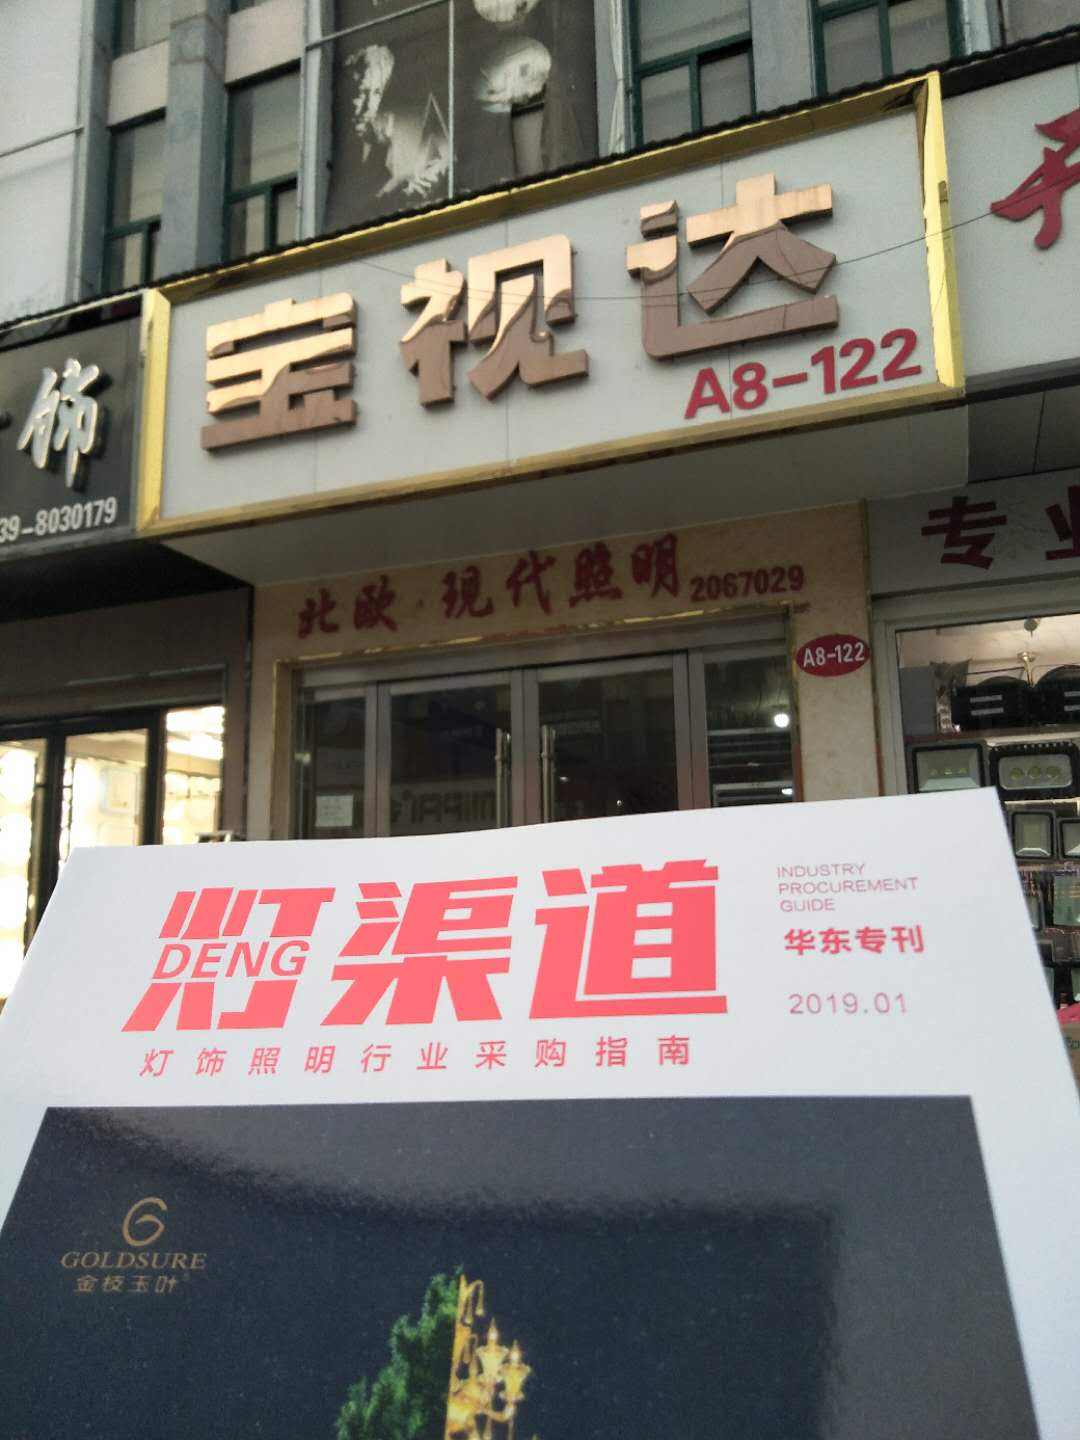 宝视达
A8-122
饰
39-8030179
北欧·现代照明 2067029
A8-122
专业
灯渠道
DENG
INDUSTRY
PROCUREMENT
GUIDE
华东专刊
2019.01
灯饰照明行业采购指南
GOLDSURE
金枝玉叶